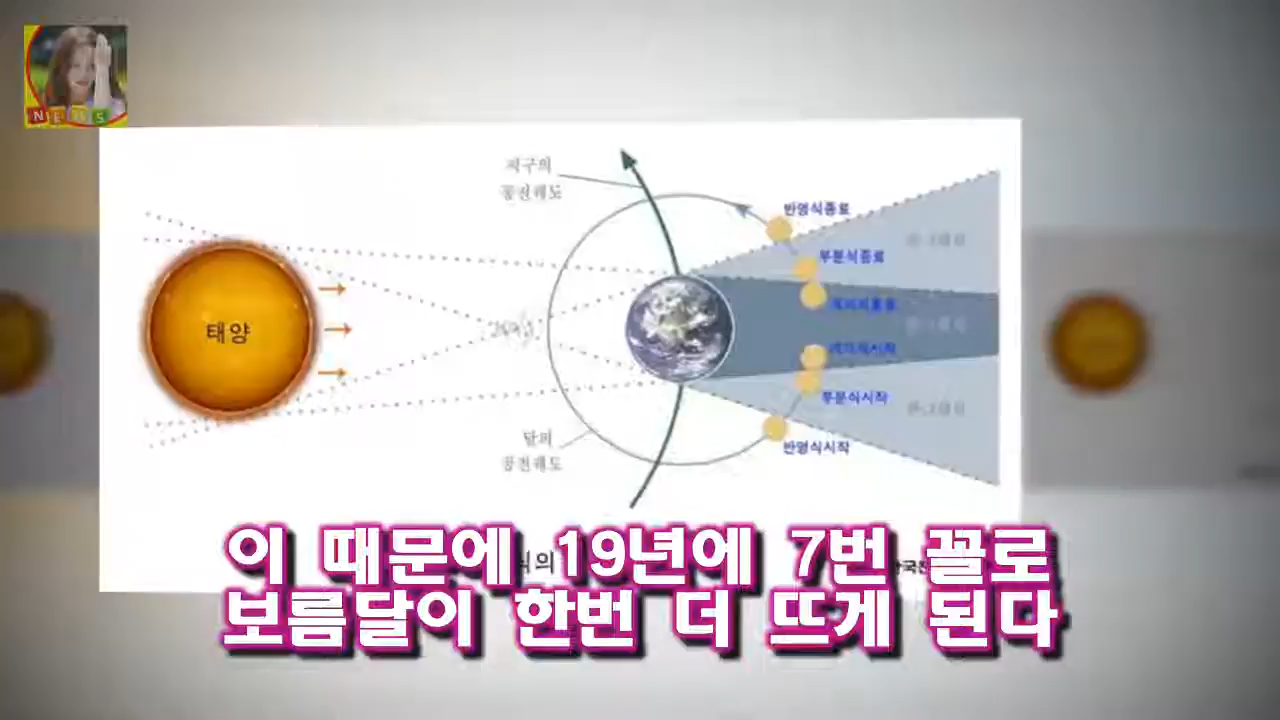 NEWS
지구의
공전궤도
반영식종료
부분식종료
개기식종료
태양
개기식시작
부분식시작
달의
공전궤도
반영식시작
식의
이 때문에 19년에 7번 꼴로
보름달이 한번 더 뜨게 된다